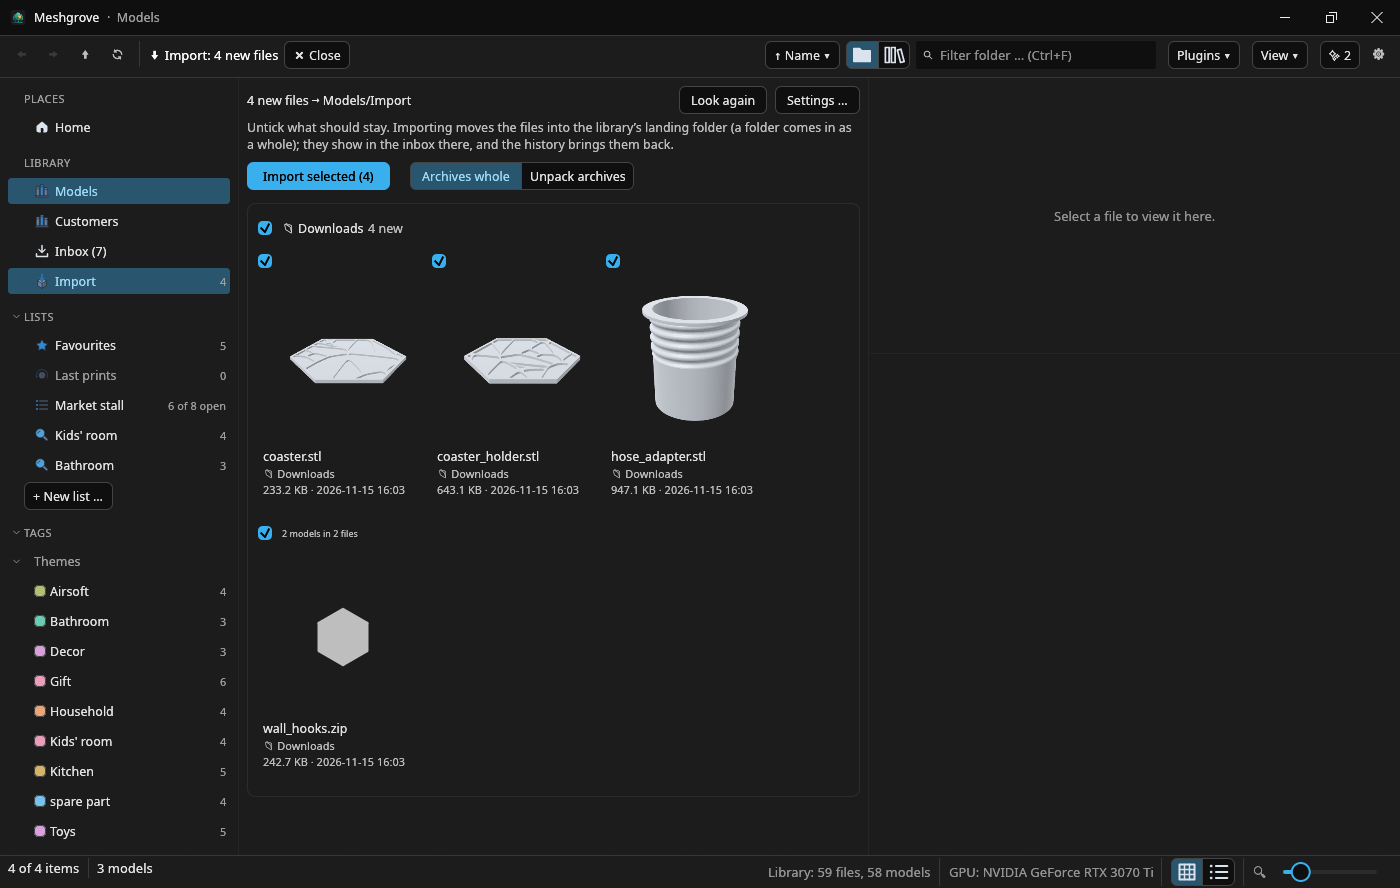 Meshgrove · Models
Import: 4 new files
Close
Name
Filter folder ... (Ctrl+F)
Plugins
View
2
PLACES
Home
LIBRARY
Models
Customers
Inbox (7)
Import 4
LISTS
Favourites 5
Last prints 0
Market stall 6 of 8 open
Kids' room 4
Bathroom 3
+ New list ...
TAGS
Themes
Airsoft 4
Bathroom 3
Decor 3
Gift 6
Household 4
Kids' room 4
Kitchen 5
spare part 4
Toys 5
4 new files → Models/Import
Look again
Settings ...
Untick what should stay. Importing moves the files into the library's landing folder (a folder comes in as
a whole); they show in the inbox there, and the history brings them back.
Import selected (4)
Archives whole
Unpack archives
Downloads 4 new
coaster.stl
Downloads
233.2 KB · 2026-11-15 16:03
coaster_holder.stl
Downloads
643.1 KB · 2026-11-15 16:03
hose_adapter.stl
Downloads
947.1 KB · 2026-11-15 16:03
2 models in 2 files
wall_hooks.zip
Downloads
242.7 KB · 2026-11-15 16:03
Select a file to view it here.
4 of 4 items
3 models
Library: 59 files, 58 models
GPU: NVIDIA GeForce RTX 3070 Ti